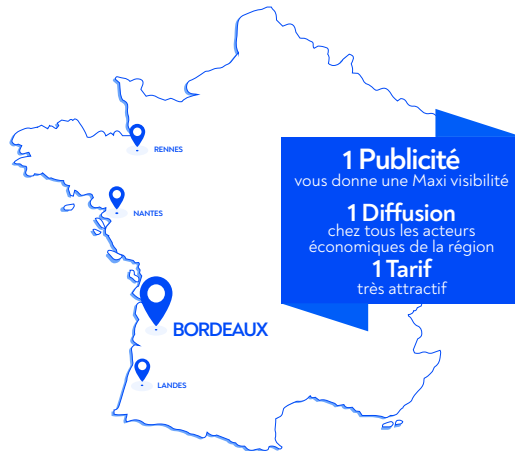 RENNES
1 Publicité
vous donne une Maxi visibilité
NANTES
1 Diffusion
chez tous les acteurs
économiques de la région
1 Tarif
très attractif
BORDEAUX
LANDES